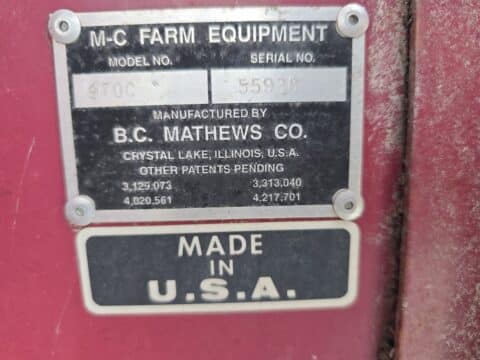 M-C FARM EQUIPMENT
MODEL NO. SERIAL NO.
MANUFACTURED BY
B.C. MATHEWS CO.
CRYSTAL LAKE, ILLINOIS, U.S.A.
OTHER PATENTS PENDING
3,129,073 3,313,040
4,020,561 4,217,701
MADE
IN
U.S.A.